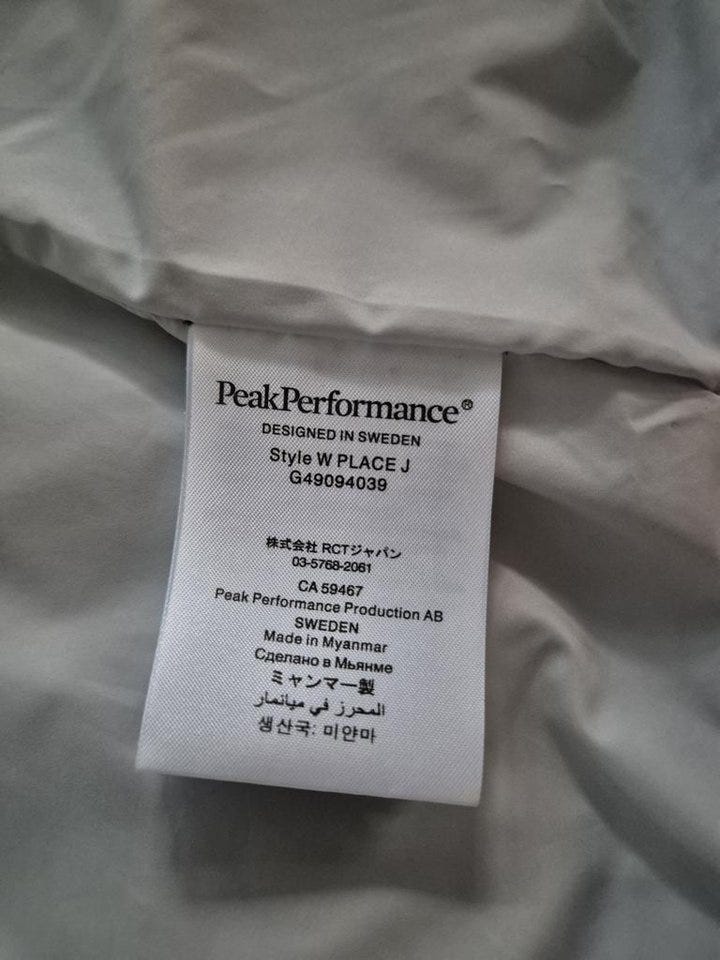 PeakPerformance®
DESIGNED IN SWEDEN
Style W PLACE J
G49094039
株式会社 RCTジャパン
03-5768-2061
CA 59467
Peak Performance Production AB
SWEDEN
Made in Myanmar
Сделано в Мьянме
ミャンマー製
المحرز في ميانمار
생산국: 미얀마